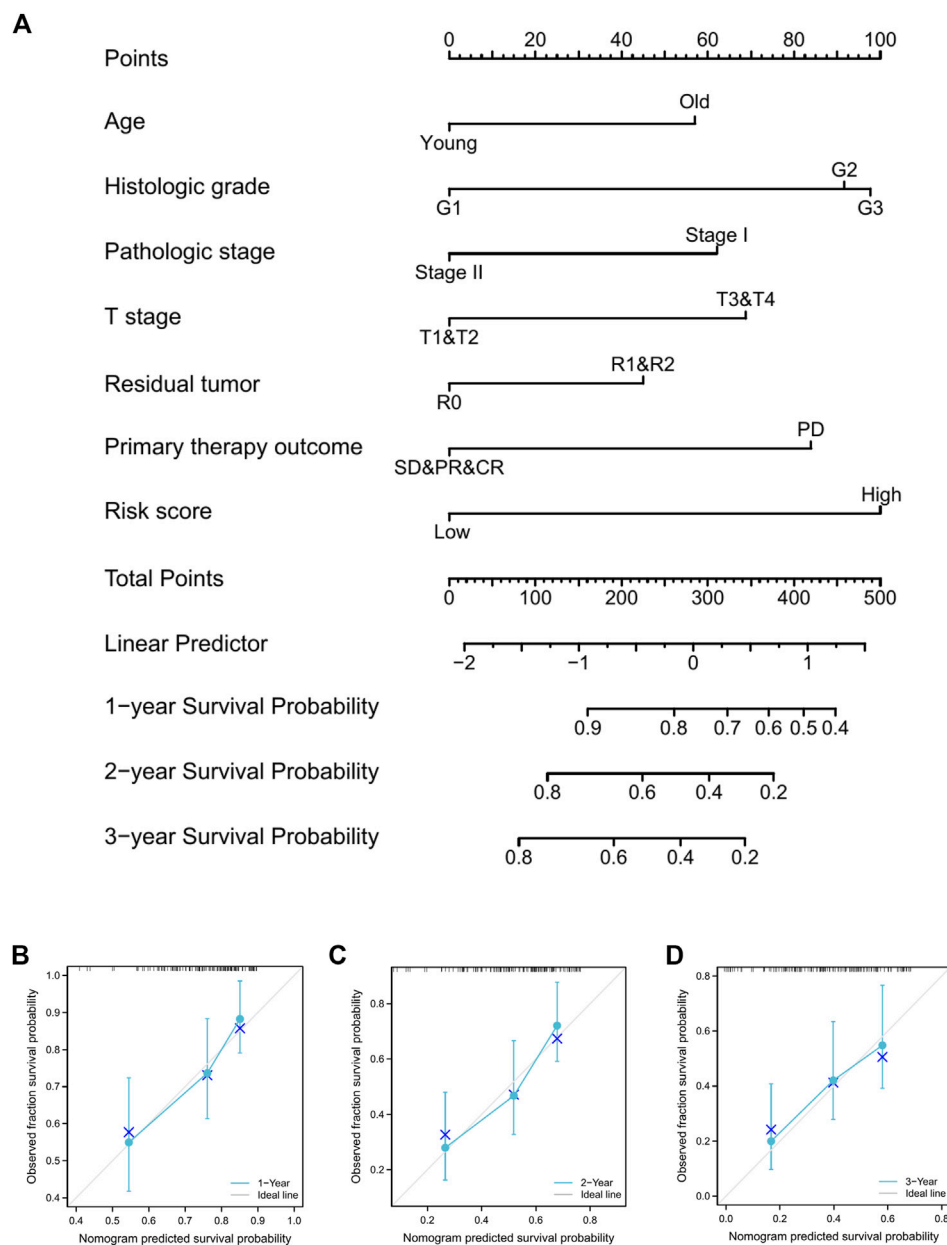 A
Points
0 20 40 60 80 100
Age
Old
Young
Histologic grade
G2
G1 G3
Pathologic stage
Stage I
Stage II
T stage
T3&T4
T1&T2
Residual tumor
R1&R2
R0
Primary therapy outcome
PD
SD&PR&CR
Risk score
High
Low
Total Points
0 100 200 300 400 500
Linear Predictor
−2 −1 0 1
1−year Survival Probability
0.9 0.8 0.7 0.6 0.5 0.4
2−year Survival Probability
0.8 0.6 0.4 0.2
3−year Survival Probability
0.8 0.6 0.4 0.2
B
Observed fraction survival probability
1.0
0.9
0.8
0.7
0.6
0.5
0.4
1−Year
Ideal line
0.4 0.5 0.6 0.7 0.8 0.9 1.0
Nomogram predicted survival probability
C
Observed fraction survival probability
0.8
0.6
0.4
0.2
2−Year
Ideal line
0.2 0.4 0.6 0.8
Nomogram predicted survival probability
D
Observed fraction survival probability
0.8
0.6
0.4
0.2
0.0
3−Year
Ideal line
0.0 0.2 0.4 0.6 0.8
Nomogram predicted survival probability